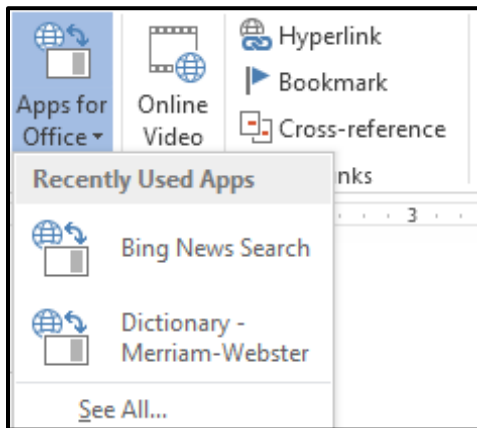 Apps for
Office
Online
Video
Hyperlink
Bookmark
Cross-reference
nks
3
Recently Used Apps
Bing News Search
Dictionary -
Merriam-Webster
See All...